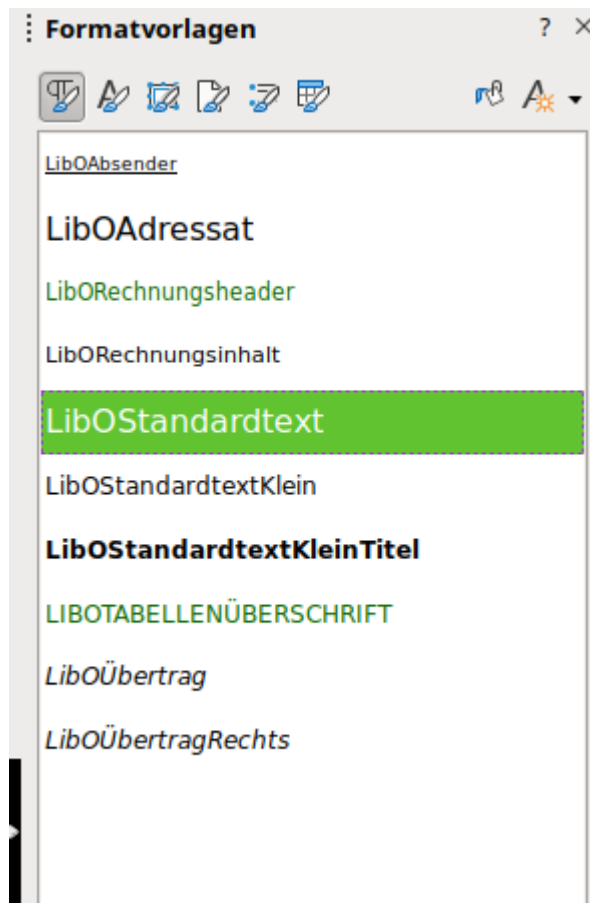 Formatvorlagen ? ×
LibOAbsender
LibOAdressat
LibORechnungsheader
LibORechnungsinhalt
LibOStandardtext
LibOStandardtextKlein
LibOStandardtextKleinTitel
LIBOTABELLENÜBERSCHRIFT
LibOÜbertrag
LibOÜbertragRechts